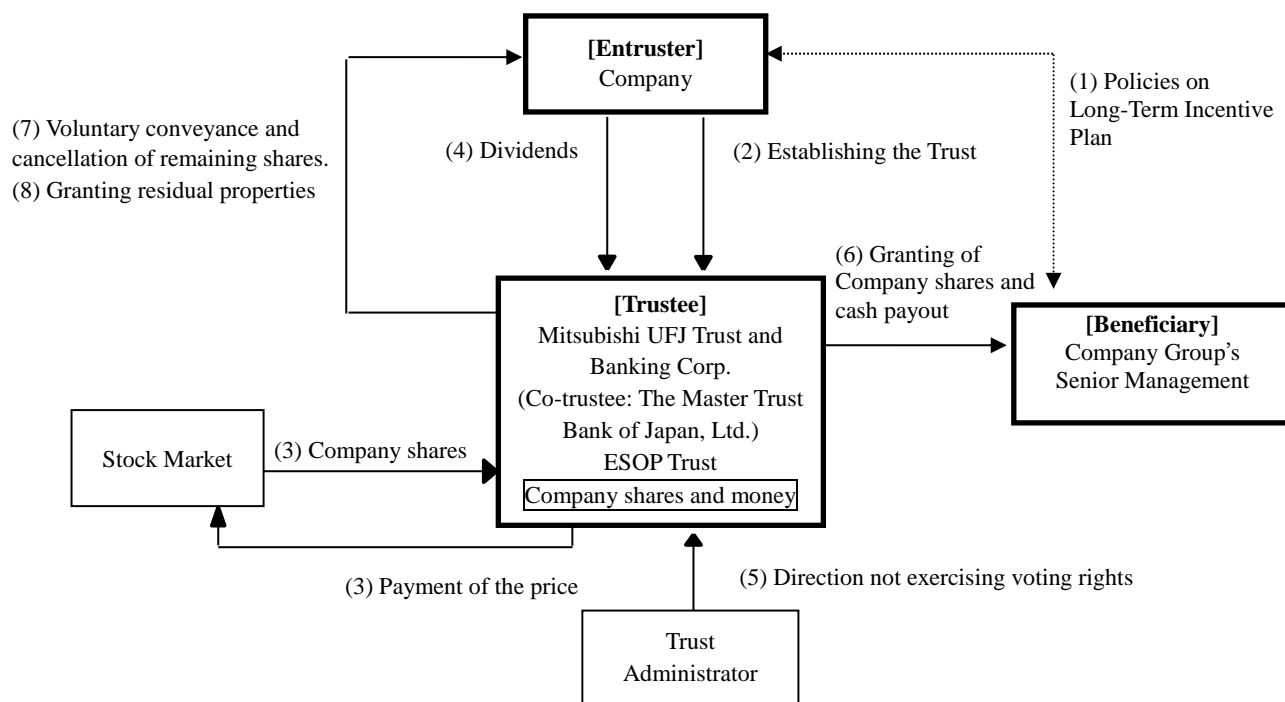 [Entruster]
Company
(1) Policies on
Long-Term Incentive
Plan
(7) Voluntary conveyance and
cancellation of remaining shares.
(8) Granting residual properties
(4) Dividends
(2) Establishing the Trust
(6) Granting of
Company shares and
cash payout
[Trustee]
Mitsubishi UFJ Trust and
Banking Corp.
(Co-trustee: The Master Trust
Bank of Japan, Ltd.)
ESOP Trust
Company shares and money
[Beneficiary]
Company Group's
Senior Management
Stock Market
(3) Company shares
(3) Payment of the price
(5) Direction not exercising voting rights
Trust
Administrator